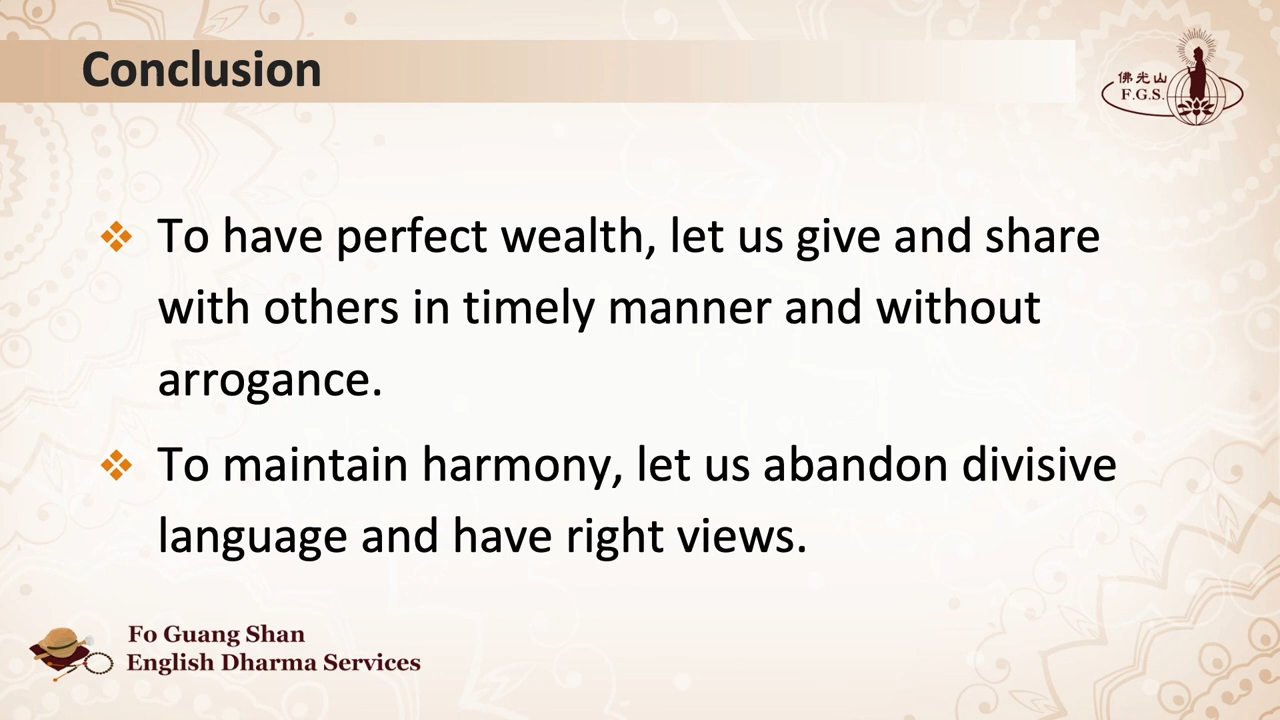 Conclusion
佛光山
F.G.S.
To have perfect wealth, let us give and share
with others in timely manner and without
arrogance.
To maintain harmony, let us abandon divisive
language and have right views.
Fo Guang Shan
English Dharma Services